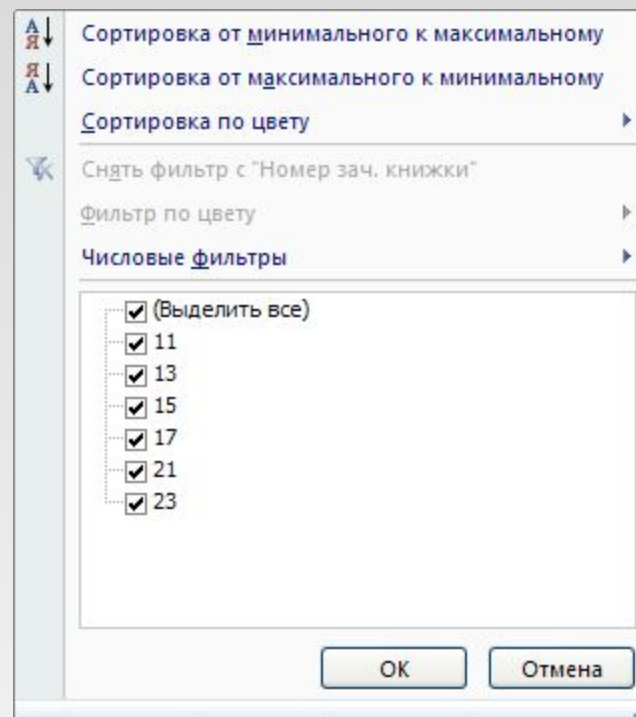 Сортировка от минимального к максимальному
Сортировка от максимального к минимальному
Сортировка по цвету
Снять фильтр с "Номер зач. книжки"
Фильтр по цвету
Числовые фильтры
(Выделить все)
11
13
15
17
21
23
ОК Отмена